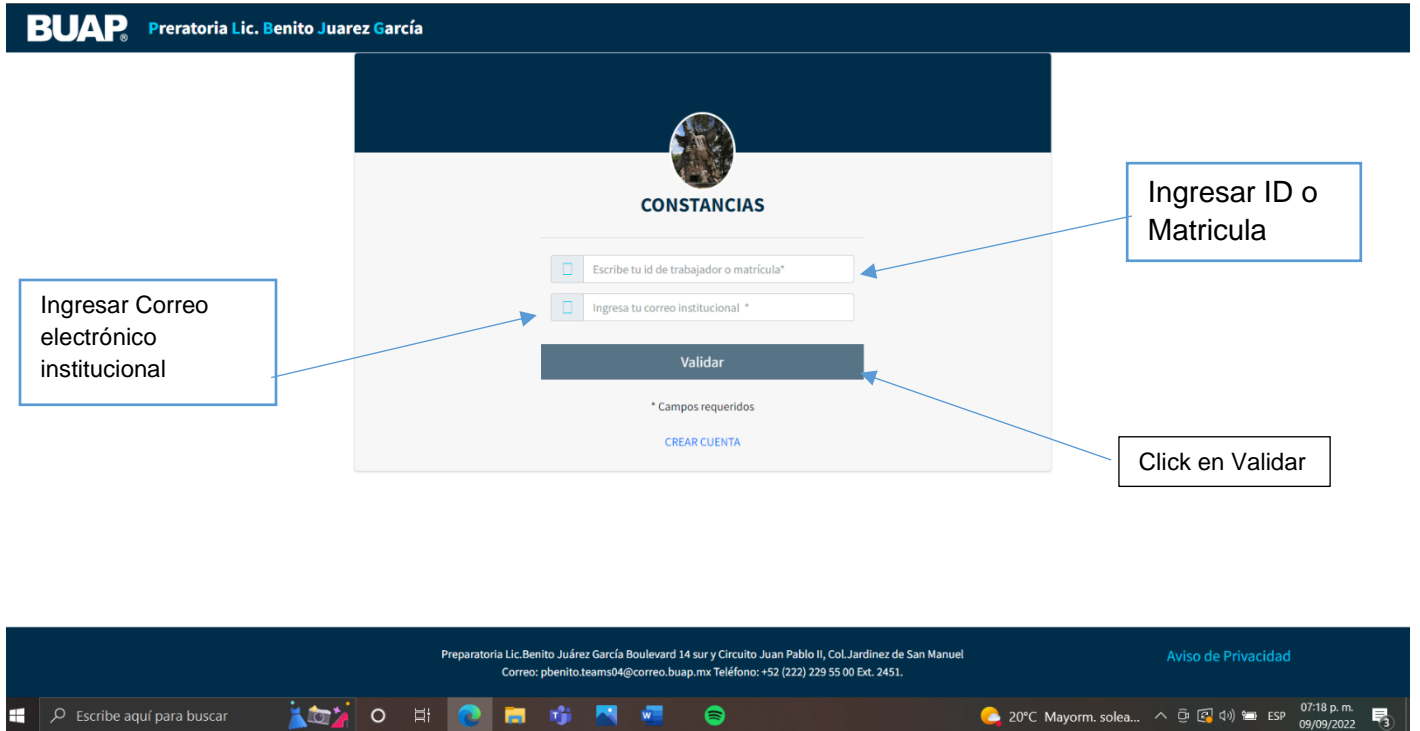 BUAP® Preratoria Lic. Benito Juarez García
CONSTANCIAS
Escribe tu id de trabajador o matrícula*
Ingresa tu correo institucional *
Validar
* Campos requeridos
CREAR CUENTA
Ingresar ID o
Matricula
Ingresar Correo
electrónico
institucional
Click en Validar
Preparatoria Lic.Benito Juárez García Boulevard 14 sur y Circuito Juan Pablo II, Col.Jardinez de San Manuel
Correo: pbenito.teams04@correo.buap.mx Teléfono: +52 (222) 229 55 00 Ext. 2451.
Aviso de Privacidad
Escribe aquí para buscar
20°C Mayorm. solea...
ESP
07:18 p. m.
09/09/2022
3